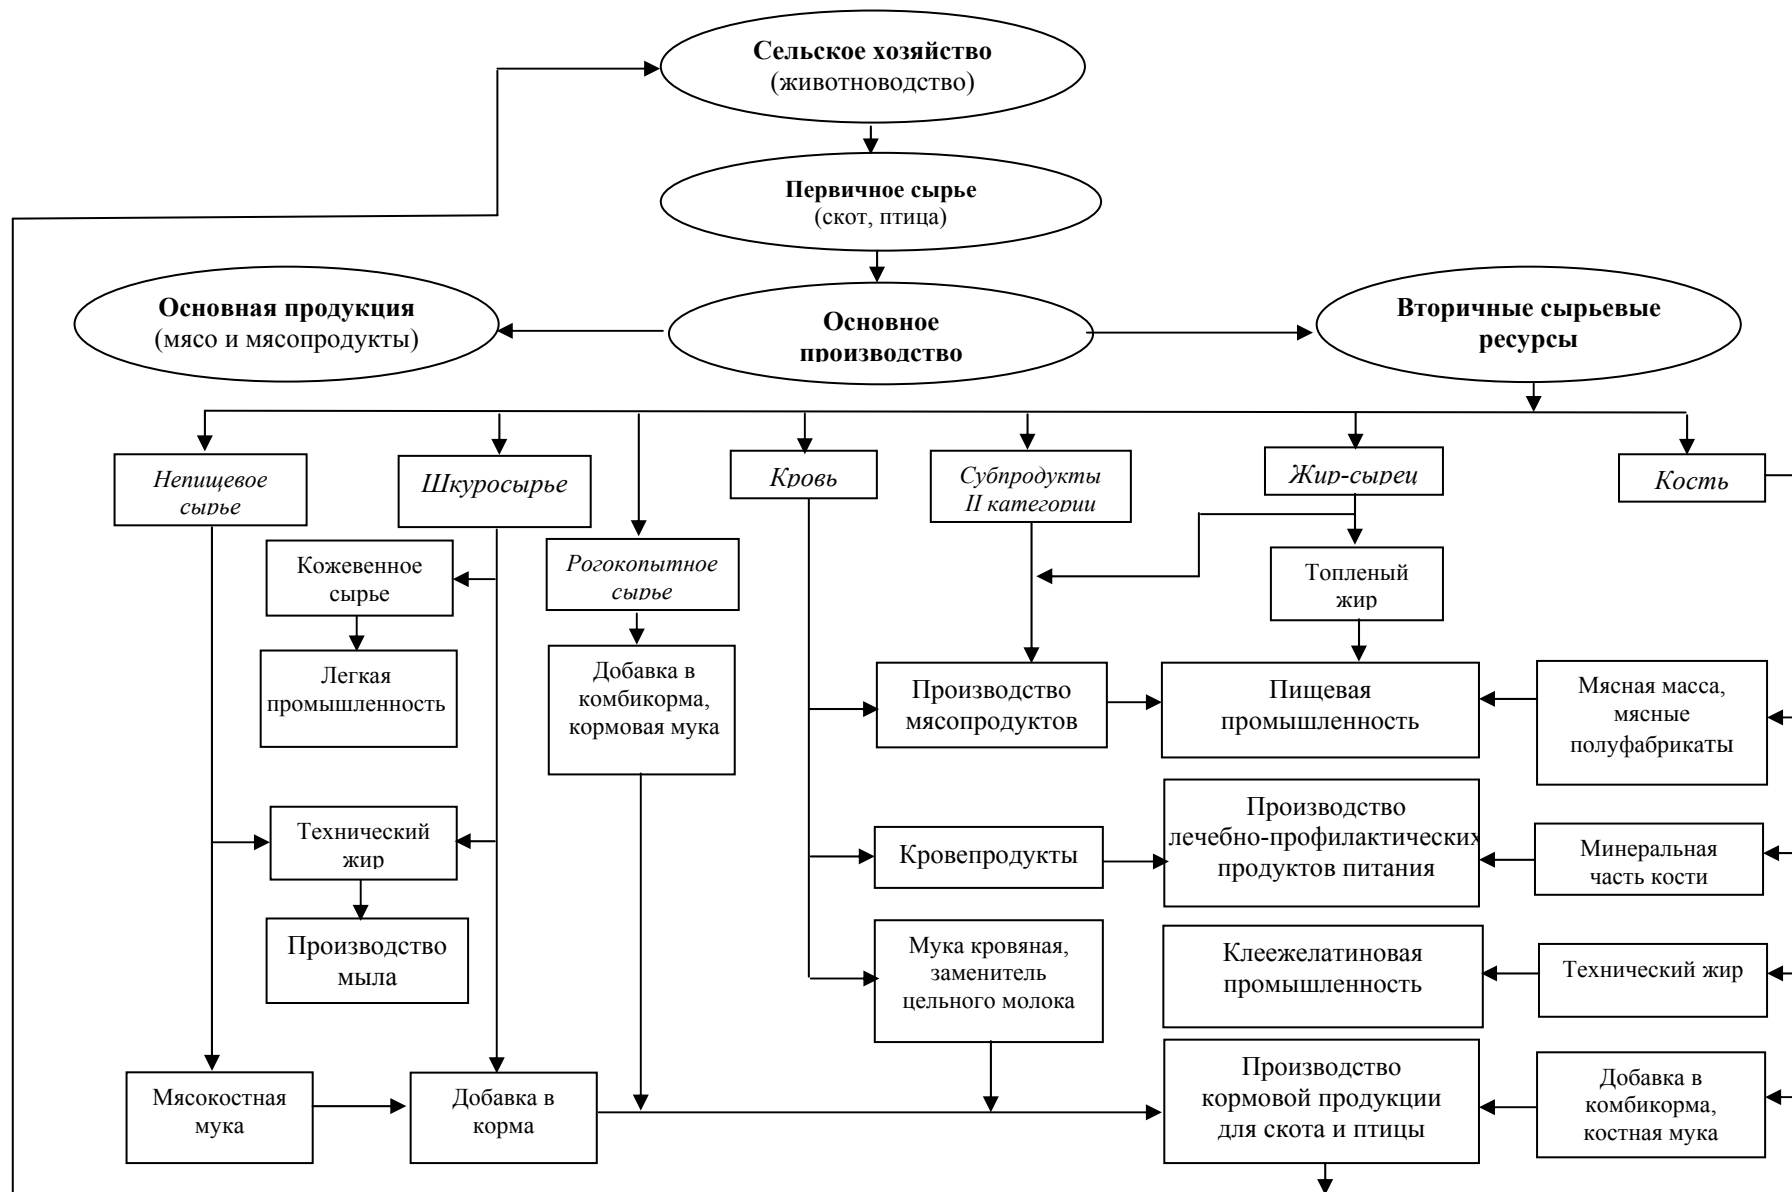 Сельское хозяйство
(животноводство)
Первичное сырье
(скот, птица)
Основная продукция
(мясо и мясопродукты)
Основное
производство
Вторичные сырьевые
ресурсы
Непищевое
сырье
Шкуросырье
Кровь
Субпродукты
II категории
Жир-сырец
Кость
Кожевенное
сырье
Рогокопытное
сырье
Топленый
жир
Легкая
промышленность
Добавка в
комбикорма,
кормовая мука
Производство
мясопродуктов
Пищевая
промышленность
Мясная масса,
мясные
полуфабрикаты
Технический
жир
Кровепродукты
Производство
лечебно-профилактических
продуктов питания
Минеральная
часть кости
Производство
мыла
Мука кровяная,
заменитель
цельного молока
Клеежелатиновая
промышленность
Технический жир
Мясокостная
мука
Добавка в
корма
Производство
кормовой продукции
для скота и птицы
Добавка в
комбикорма,
костная мука